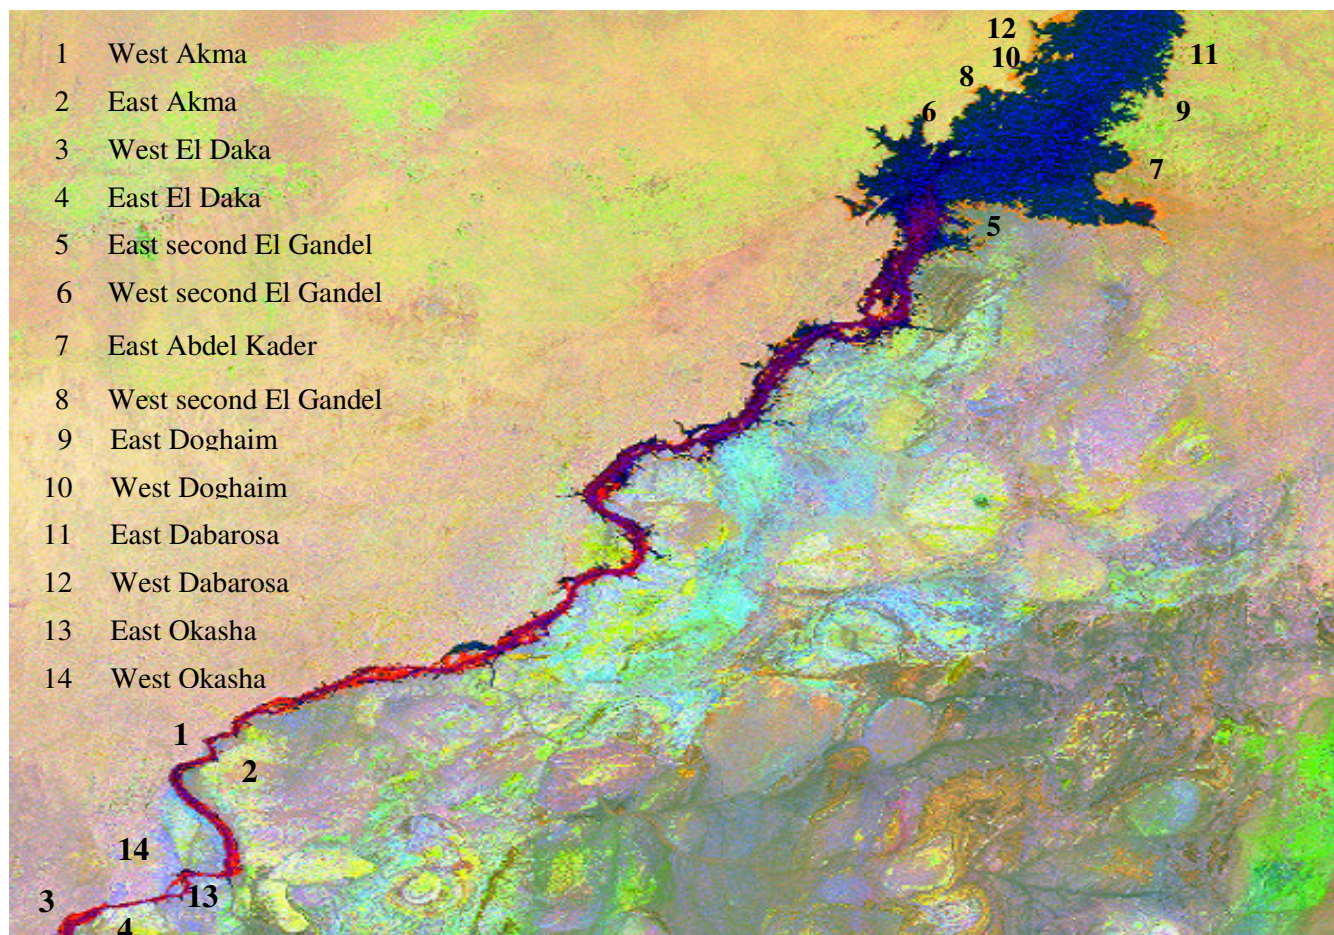 1 West Akma
2 East Akma
3 West El Daka
4 East El Daka
5 East second El Gandel
6 West second El Gandel
7 East Abdel Kader
8 West second El Gandel
9 East Doghaim
10 West Doghaim
11 East Dabarosa
12 West Dabarosa
13 East Okasha
14 West Okasha
12
10
11
8
9
6
7
5
1
2
14
13
3
4